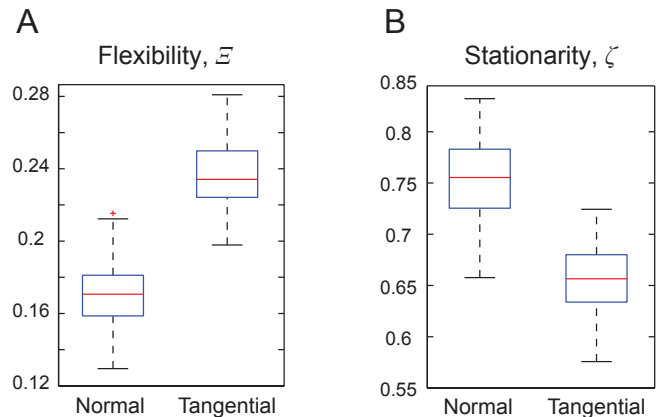 A
Flexibility, Ξ
0.28
0.24
0.2
0.16
0.12
Normal Tangential
B
Stationarity, ζ
0.85
0.8
0.75
0.7
0.65
0.6
0.55
Normal Tangential